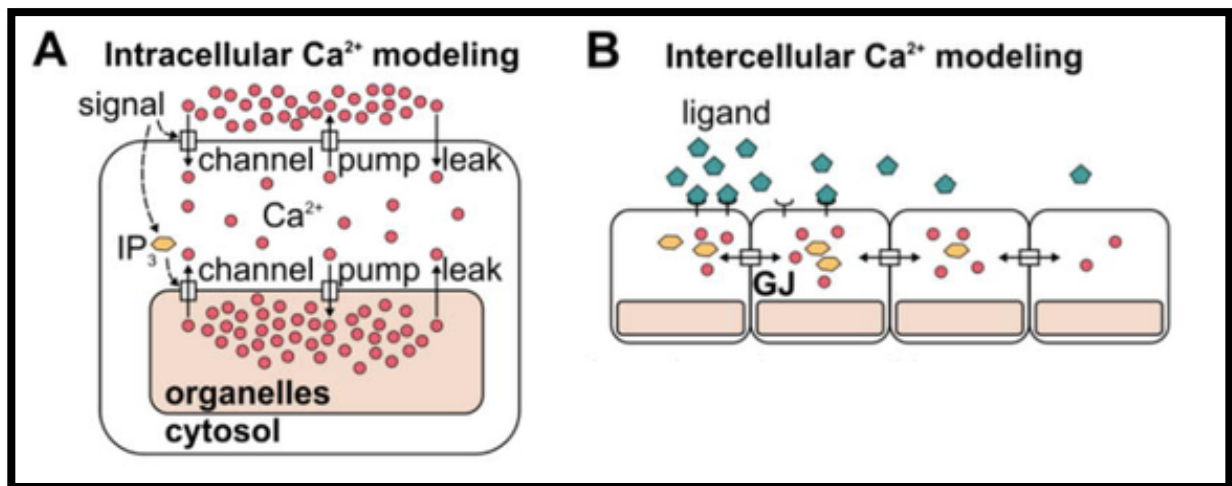 A Intracellular Ca²⁺ modeling
signal
channel pump leak
Ca²⁺
IP₃
channel pump leak
organelles
cytosol
B Intercellular Ca²⁺ modeling
ligand
GJ